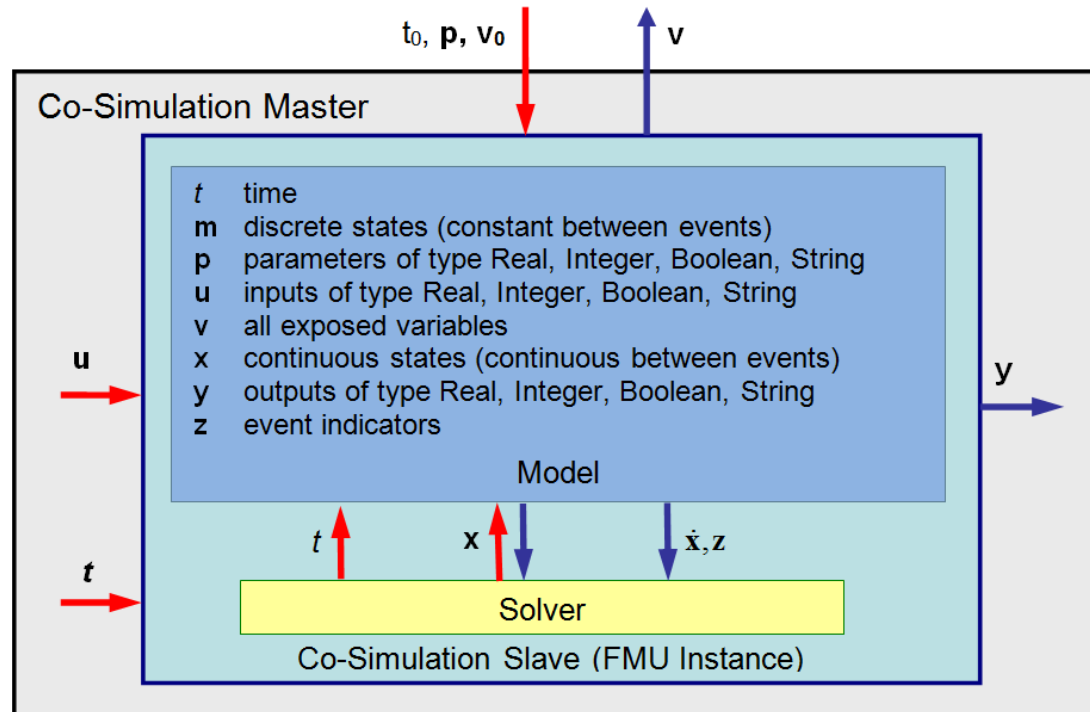 t₀, p, v₀
v
Co-Simulation Master
t time
m discrete states (constant between events)
p parameters of type Real, Integer, Boolean, String
u inputs of type Real, Integer, Boolean, String
v all exposed variables
x continuous states (continuous between events)
y outputs of type Real, Integer, Boolean, String
z event indicators
Model
u
y
t
x
ẋ, z
t
Solver
Co-Simulation Slave (FMU Instance)